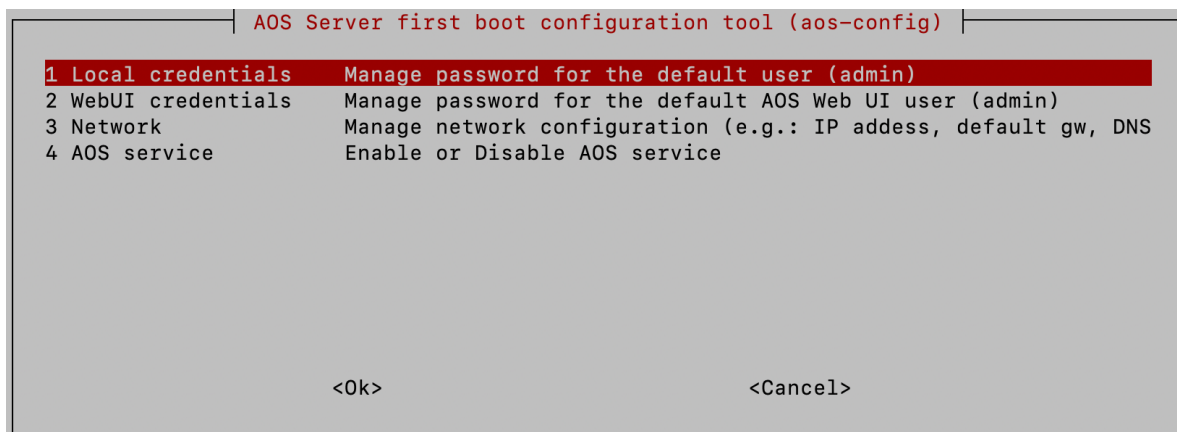 AOS Server first boot configuration tool (aos-config)
1 Local credentials Manage password for the default user (admin)
2 WebUI credentials Manage password for the default AOS Web UI user (admin)
3 Network Manage network configuration (e.g.: IP addess, default gw, DNS
4 AOS service Enable or Disable AOS service
<Ok> <Cancel>